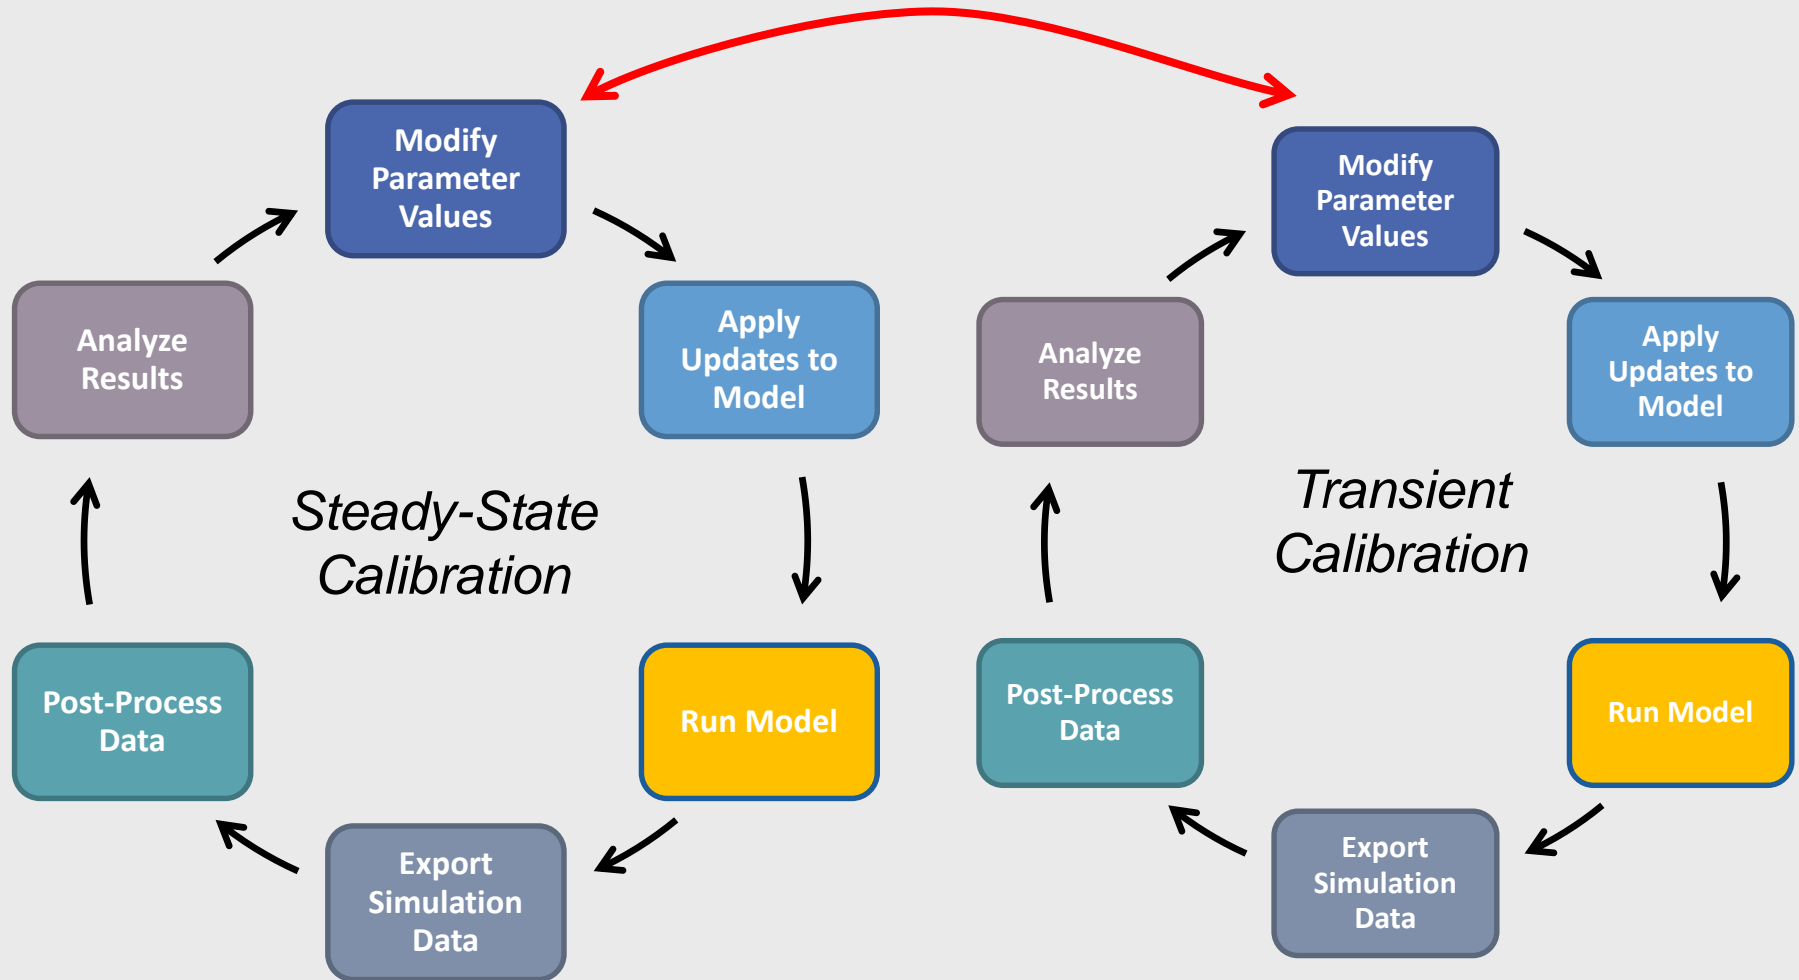 Modify
Parameter
Values
Apply
Updates to
Model
Run Model
Export
Simulation
Data
Post-Process
Data
Analyze
Results
Steady-State
Calibration
Modify
Parameter
Values
Apply
Updates to
Model
Run Model
Export
Simulation
Data
Post-Process
Data
Analyze
Results
Transient
Calibration